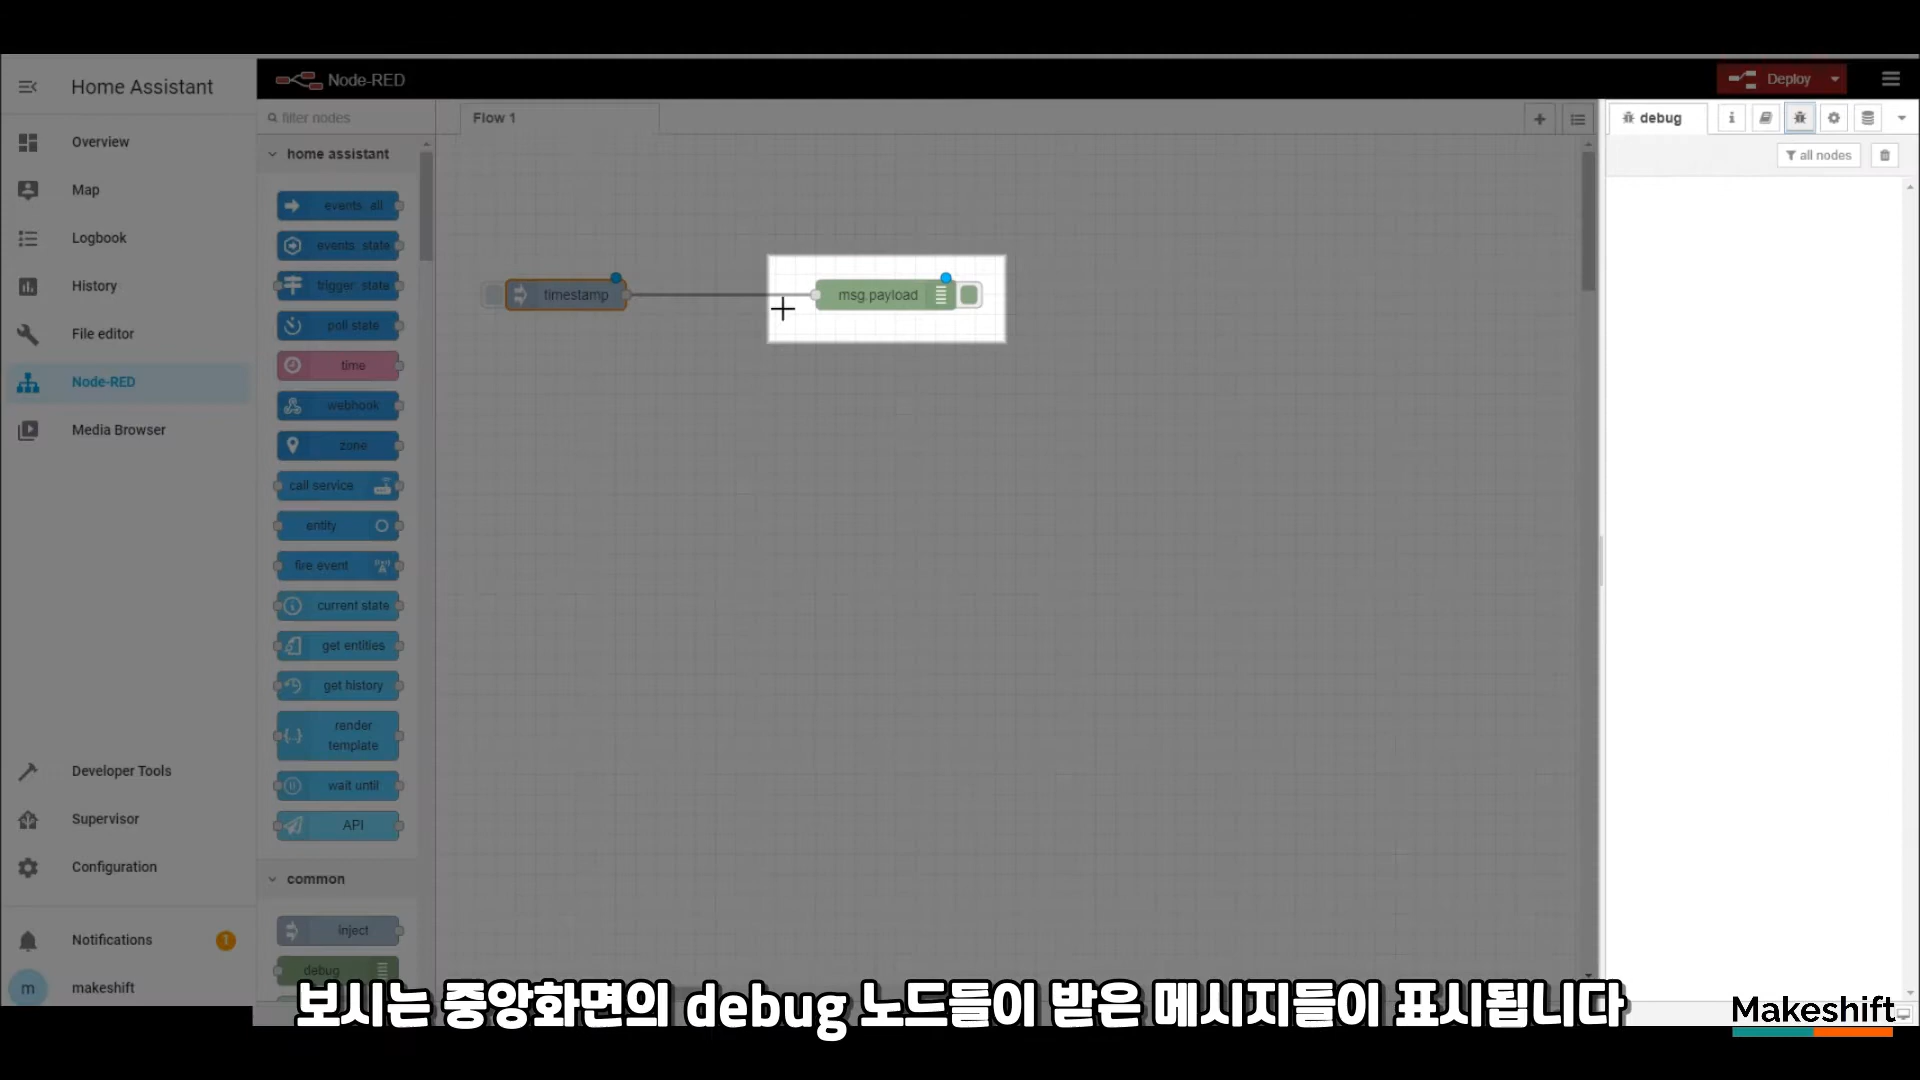 Home Assistant
Overview
Map
Logbook
History
File editor
Node-RED
Media Browser
Developer Tools
Supervisor
Configuration
Notifications
1
m
makeshift
Node-RED
Deploy
filter nodes
home assistant
events: all
events: state
trigger: state
poll state
time
webhook
zone
call service
entity
fire event
current state
get entities
get history
render
template
wait until
API
common
inject
debug
Flow 1
timestamp
msg.payload
debug
i
all nodes
보시는 중앙화면의 debug 노드들이 받은 메시지들이 표시됩니다
Makeshift